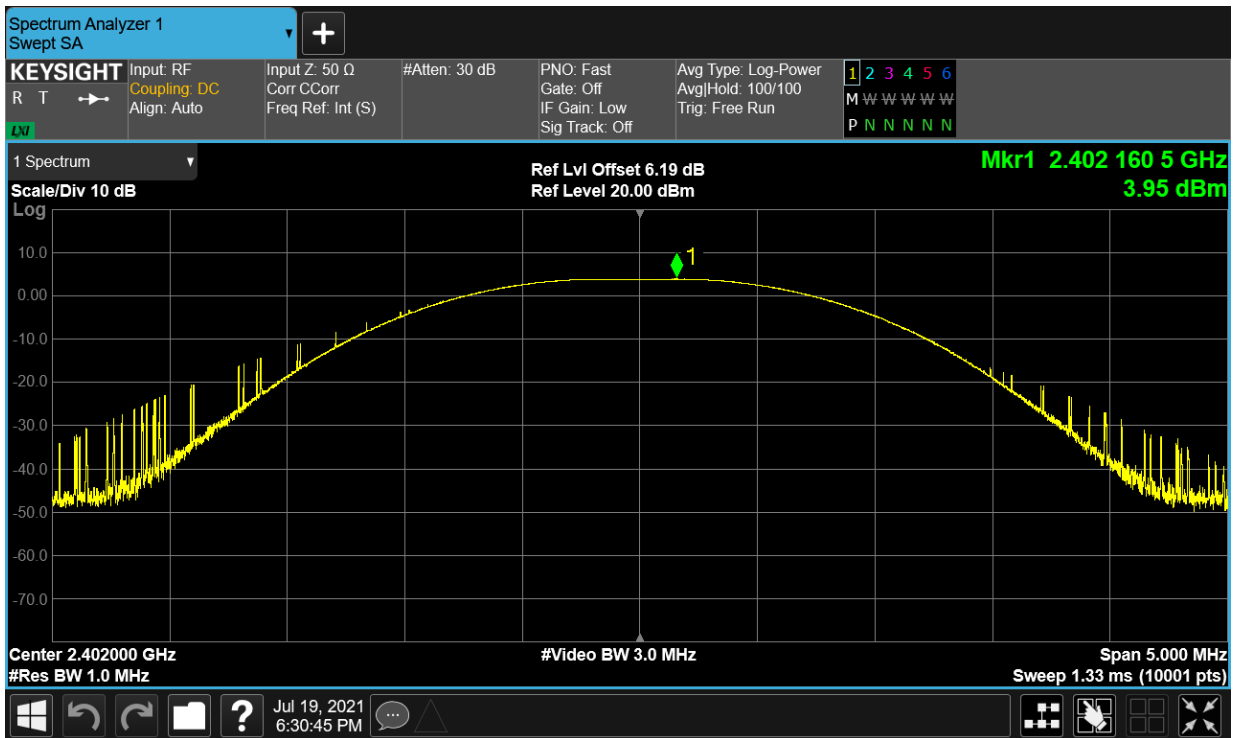 Spectrum Analyzer 1
Swept SA
+
KEYSIGHT
R T
LXI
Input: RF
Coupling: DC
Align: Auto
Input Z: 50 Ω
Corr CCorr
Freq Ref: Int (S)
#Atten: 30 dB
PNO: Fast
Gate: Off
IF Gain: Low
Sig Track: Off
Avg Type: Log-Power
Avg|Hold: 100/100
Trig: Free Run
1 2 3 4 5 6
M W W W W W
P N N N N N
1 Spectrum
Scale/Div 10 dB
Log
Ref Lvl Offset 6.19 dB
Ref Level 20.00 dBm
Mkr1 2.402 160 5 GHz
3.95 dBm
1
10.0
0.00
-10.0
-20.0
-30.0
-40.0
-50.0
-60.0
-70.0
Center 2.402000 GHz
#Res BW 1.0 MHz
#Video BW 3.0 MHz
Span 5.000 MHz
Sweep 1.33 ms (10001 pts)
?
Jul 19, 2021
6:30:45 PM